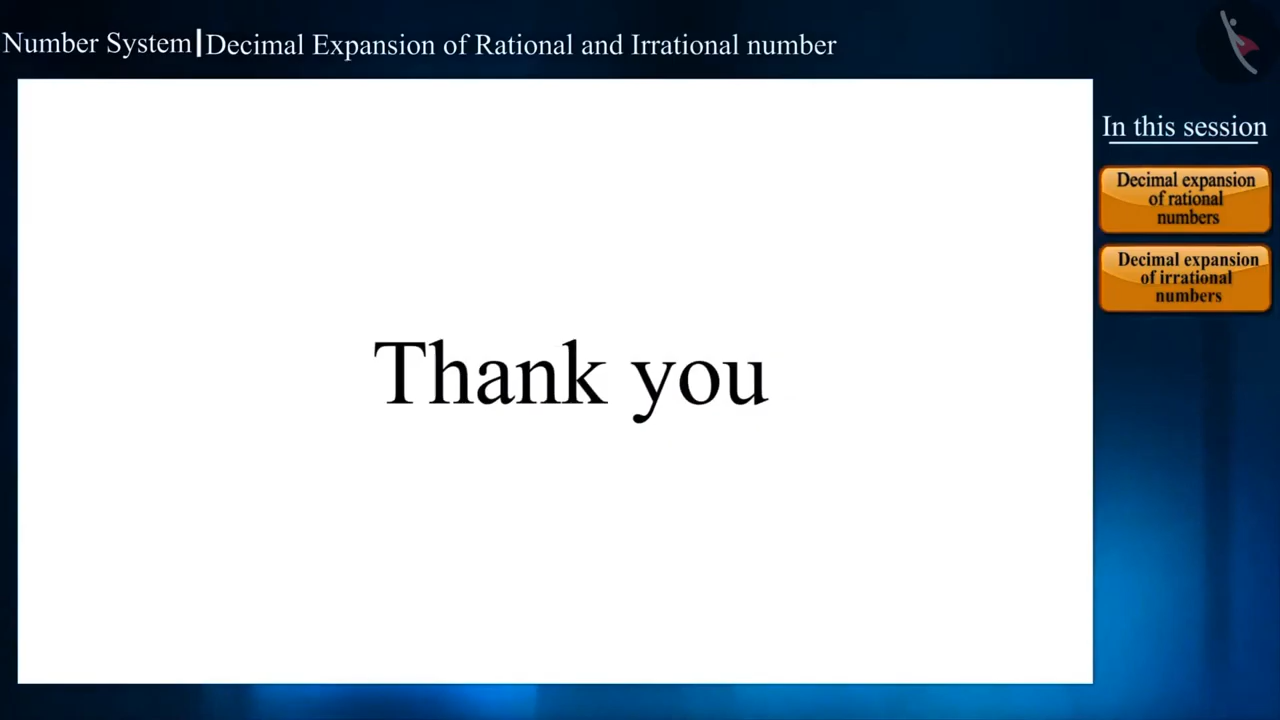 Number System | Decimal Expansion of Rational and Irrational number
In this session
Decimal expansion
of rational
numbers
Decimal expansion
of irrational
numbers
Thank you